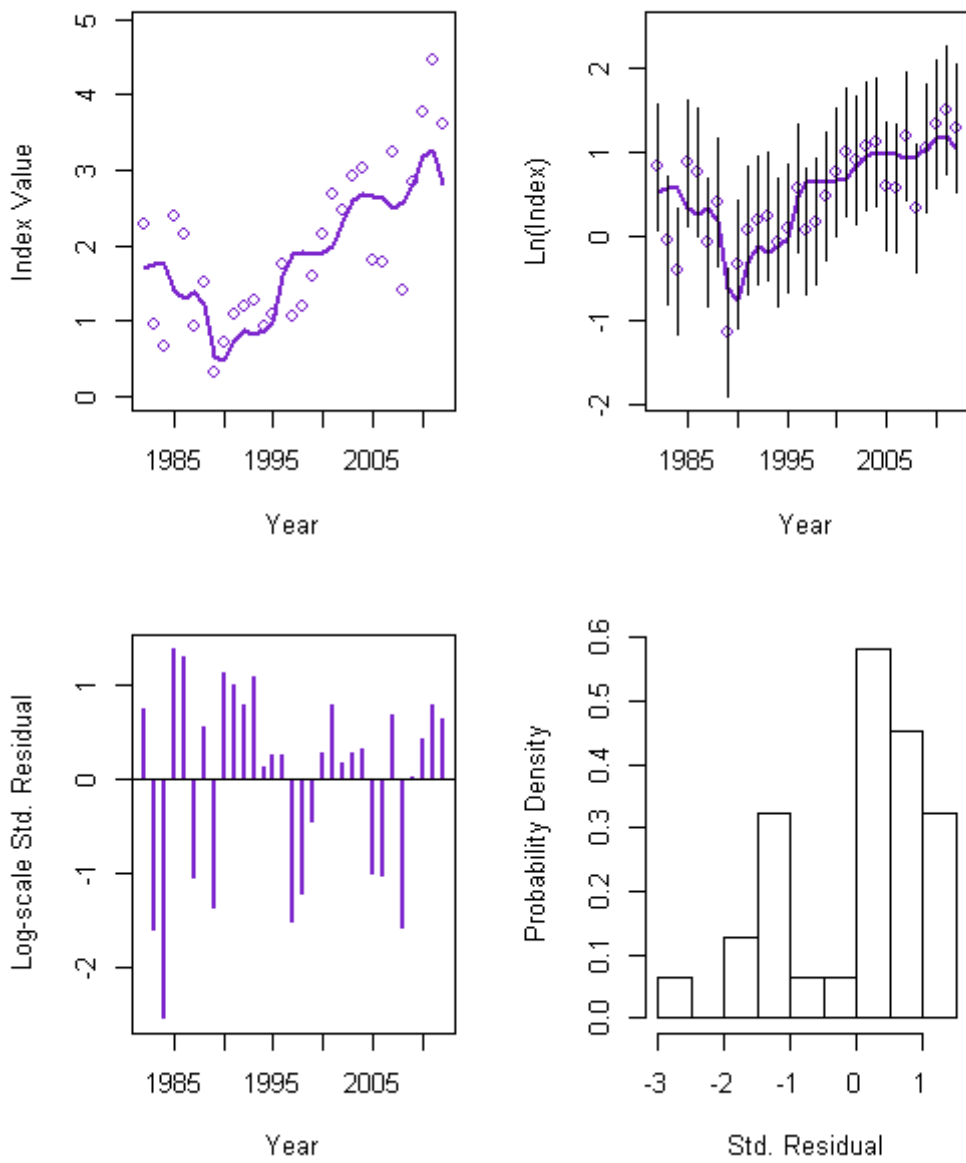 Index Value
5
4
3
2
1
0
1985 1995 2005
Year
Ln(Index)
2
1
0
-1
-2
1985 1995 2005
Year
Log-scale Std. Residual
1
0
-1
-2
1985 1995 2005
Year
Probability Density
0.6
0.5
0.4
0.3
0.2
0.1
0.0
-3 -2 -1 0 1
Std. Residual